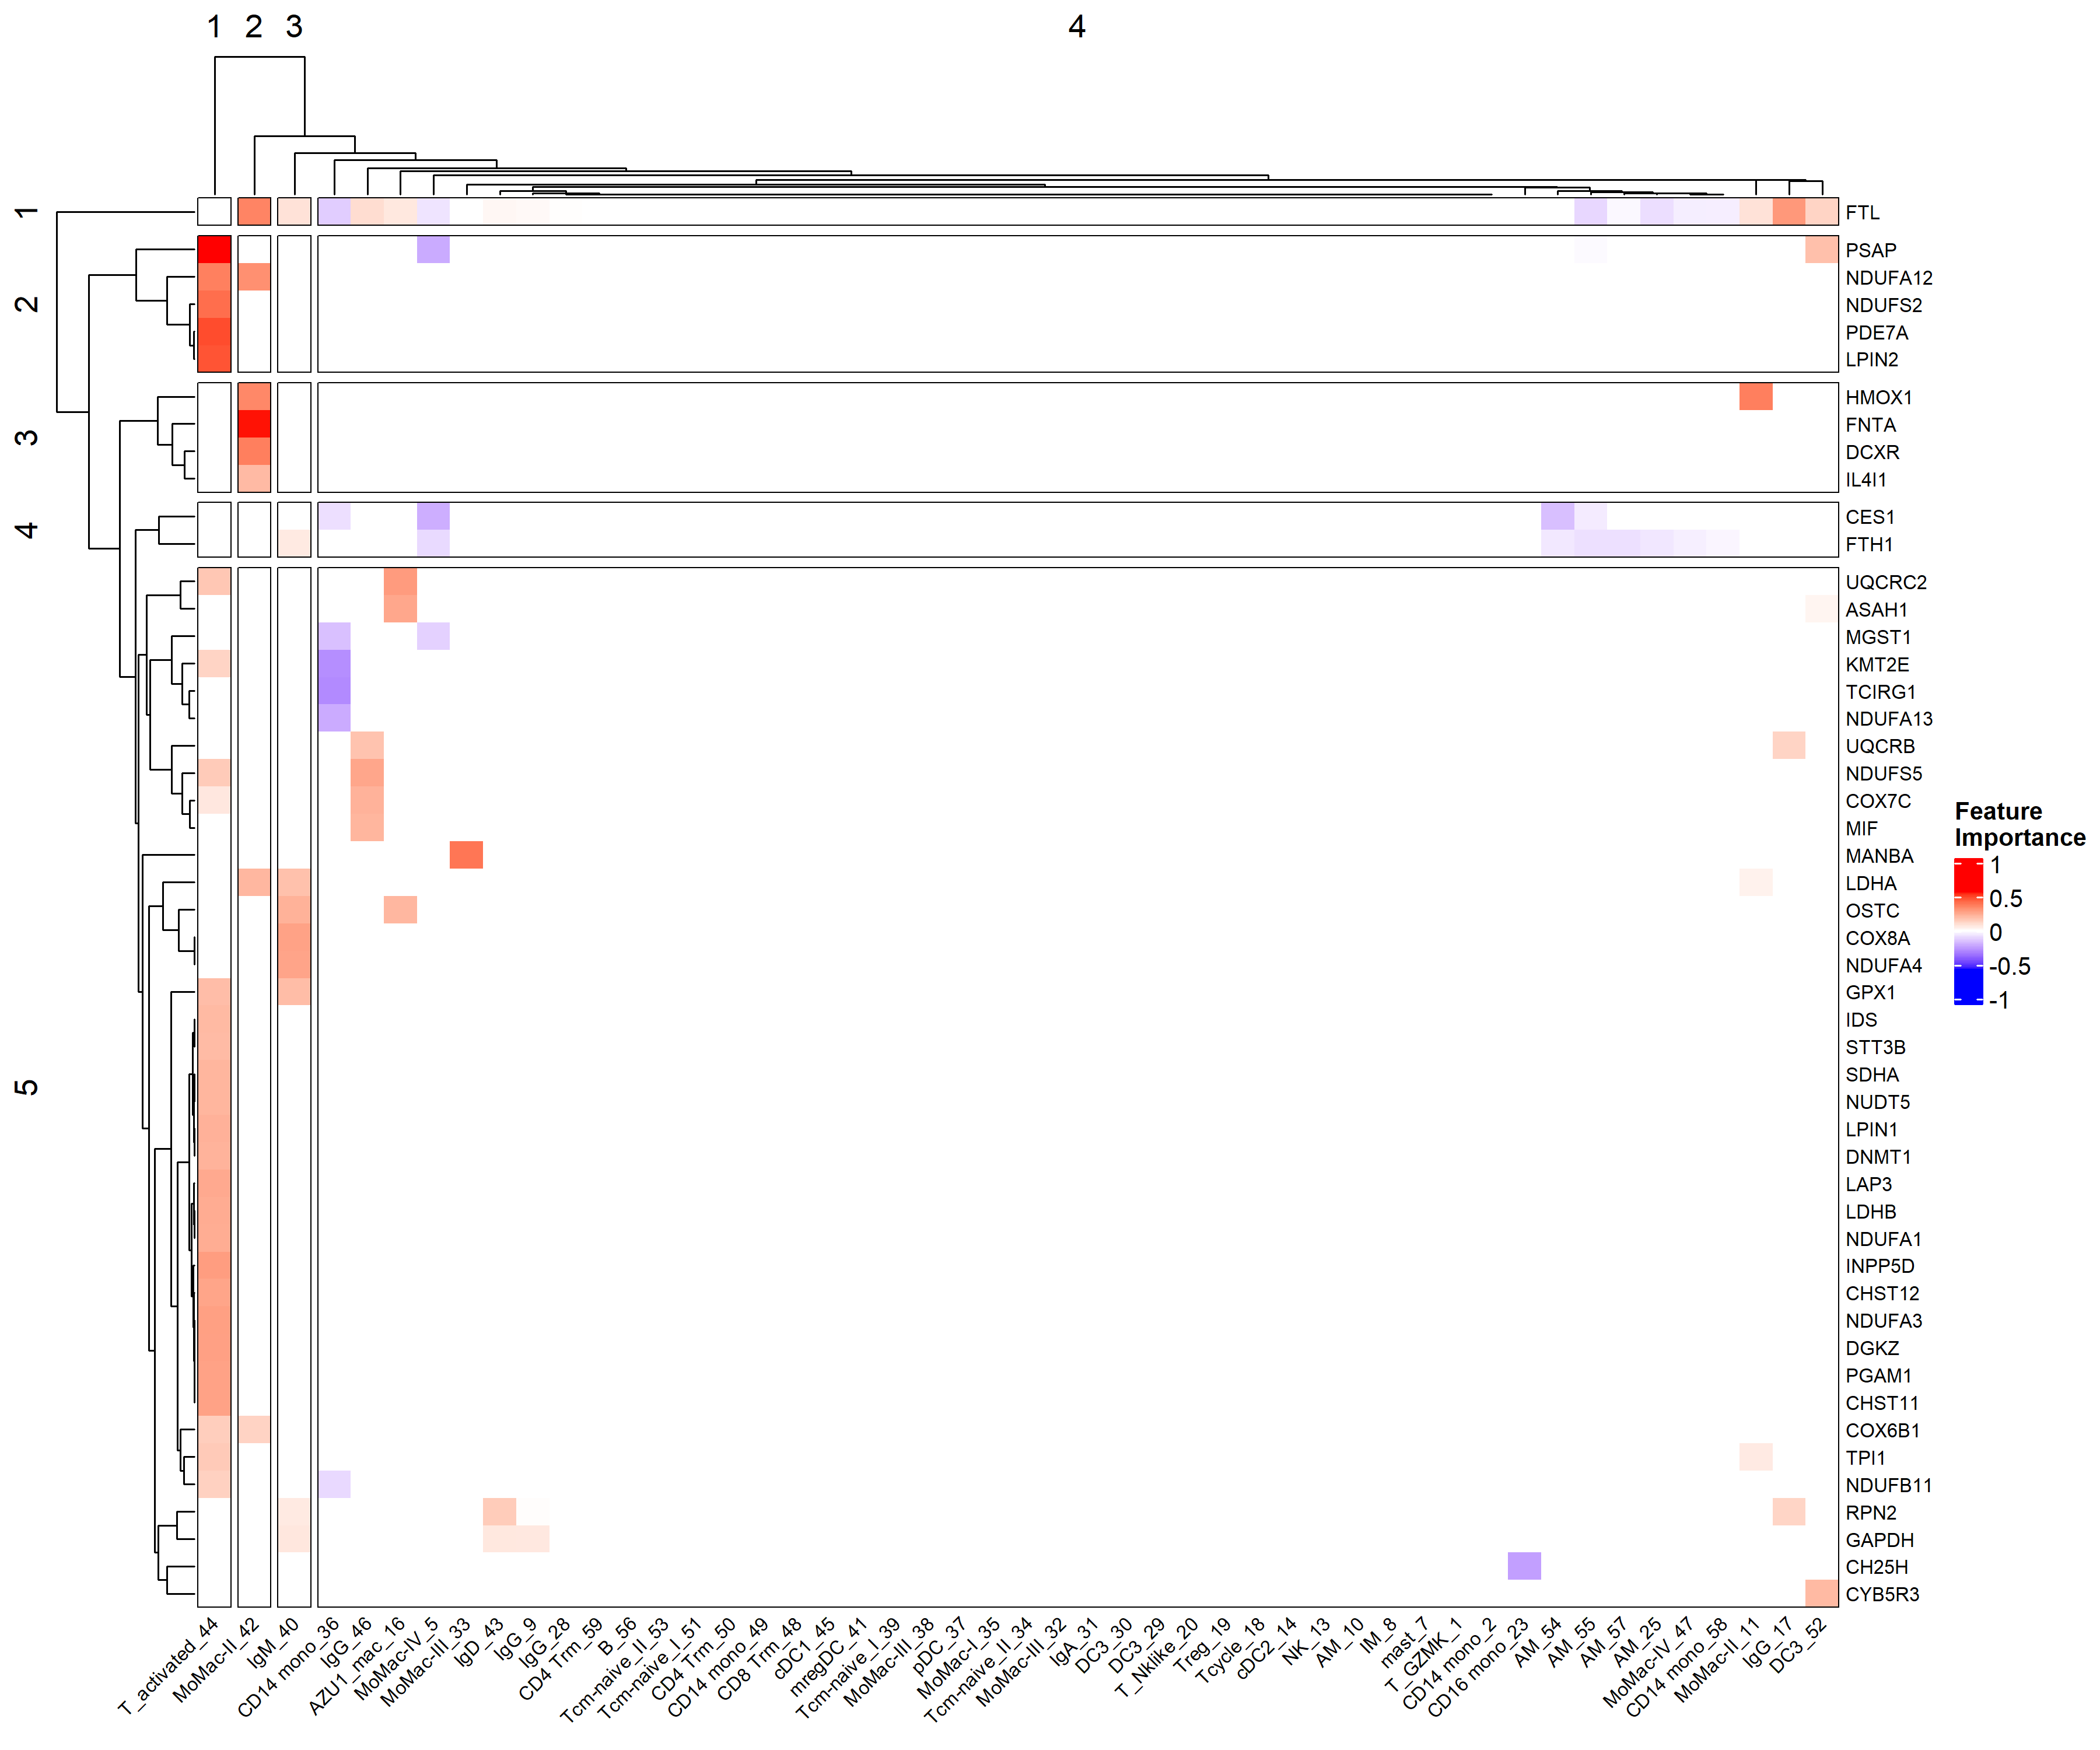 1 2 3 4
1
2
3
4
5
FTL
PSAP
NDUFA12
NDUFS2
PDE7A
LPIN2
HMOX1
FNTA
DCXR
IL4I1
CES1
FTH1
UQCRC2
ASAH1
MGST1
KMT2E
TCIRG1
NDUFA13
UQCRB
NDUFS5
COX7C
MIF
MANBA
LDHA
OSTC
COX8A
NDUFA4
GPX1
IDS
STT3B
SDHA
NUDT5
LPIN1
DNMT1
LAP3
LDHB
NDUFA1
INPP5D
CHST12
NDUFA3
DGKZ
PGAM1
CHST11
COX6B1
TPI1
NDUFB11
RPN2
GAPDH
CH25H
CYB5R3
Feature
Importance
1
0.5
0
-0.5
-1
T_activated_44
MoMac-II_42
IgM_40
CD14 mono_36
IgG_46
AZU1_mac_16
MoMac-IV_5
MoMac-III_33
IgD_43
IgG_9
IgG_28
CD4 Trm_59
B_56
Tcm-naive_II_53
Tcm-naive_I_51
CD4 Trm_50
CD14 mono_49
CD8 Trm_48
cDC1_45
mregDC_41
Tcm-naive_I_39
MoMac-III_38
pDC_37
MoMac-I_35
Tcm-naive_II_34
MoMac-III_32
IgA_31
DC3_30
DC3_29
T_Nklike_20
Treg_19
Tcycle_18
cDC2_14
NK_13
AM_10
IM_8
mast_7
T_GZMK_1
CD14 mono_2
CD16 mono_23
AM_54
AM_55
AM_57
AM_25
MoMac-IV_47
CD14 mono_58
MoMac-II_11
IgG_17
DC3_52